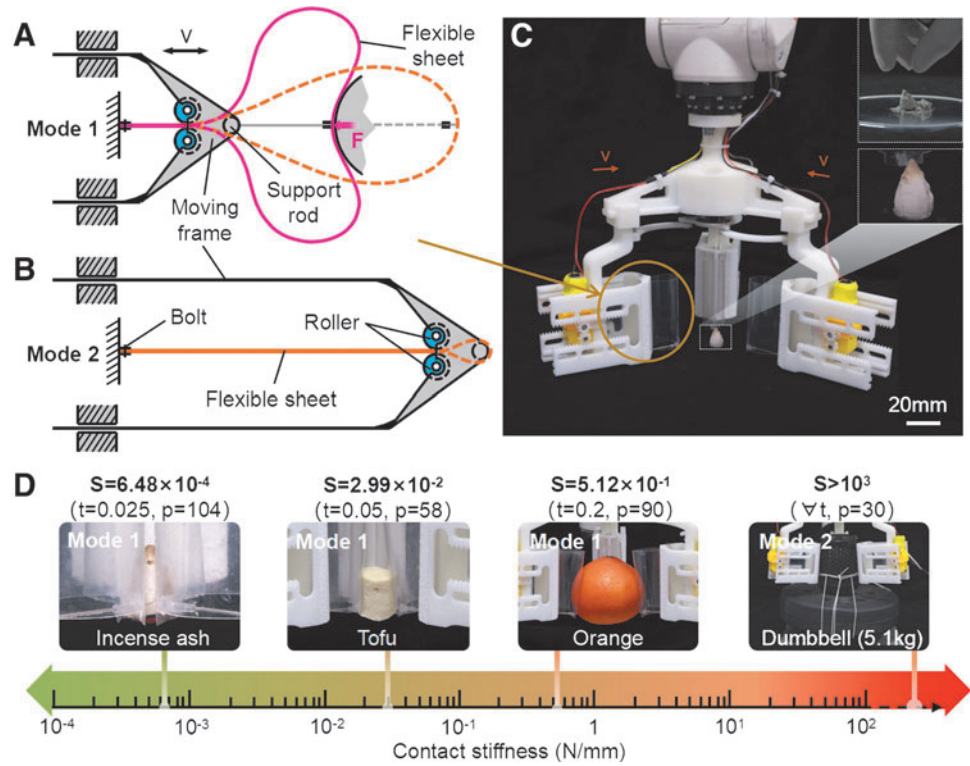 A
V
Flexible
sheet
Mode 1
F
Support
rod
Moving
frame
B
Bolt
Roller
Mode 2
Flexible sheet
C
V
V
20mm
D
S=6.48×10⁻⁴
(t=0.025, p=104)
Mode 1
Incense ash
S=2.99×10⁻²
(t=0.05, p=58)
Mode 1
Tofu
S=5.12×10⁻¹
(t=0.2, p=90)
Mode 1
Orange
S>10³
(∀t, p=30)
Mode 2
Dumbbell (5.1kg)
10⁻⁴ 10⁻³ 10⁻² 10⁻¹ 1 10¹ 10²
Contact stiffness (N/mm)